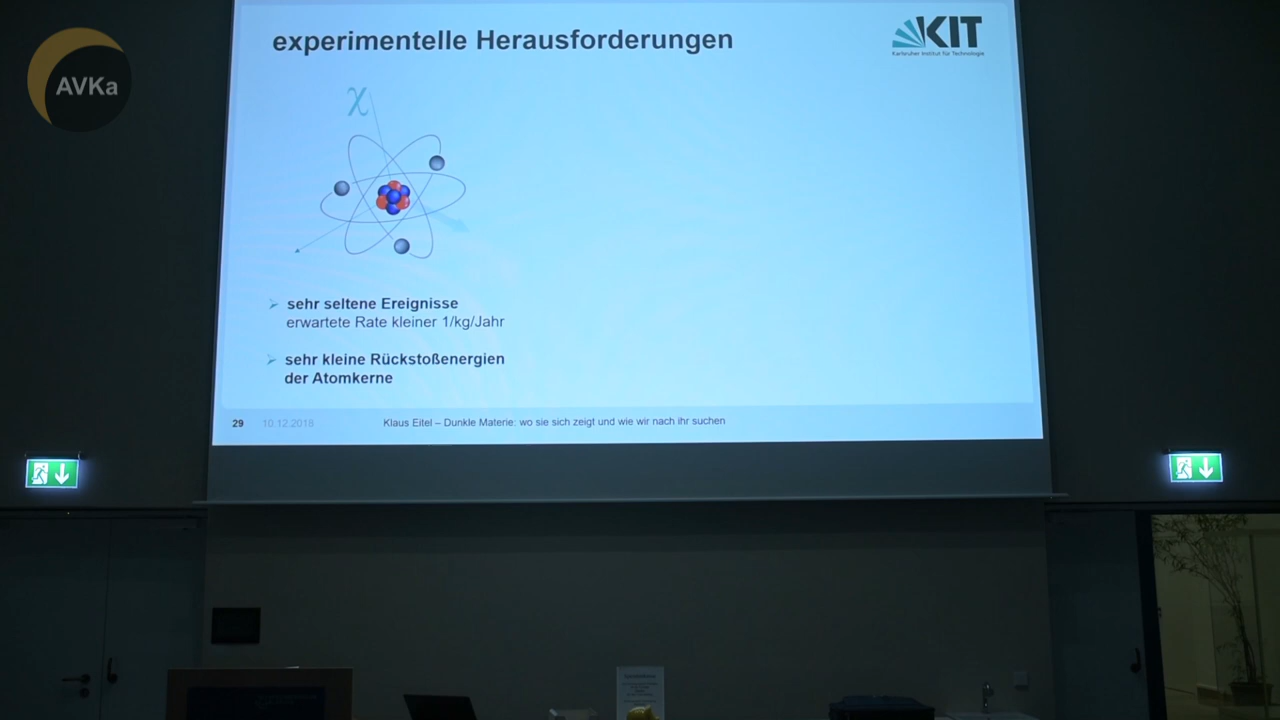 AVKa
experimentelle Herausforderungen
KIT
Karlsruher Institut für Technologie
χ
sehr seltene Ereignisse
erwartete Rate kleiner 1/kg/Jahr
sehr kleine Rückstoßenergien
der Atomkerne
29 10.12.2018 Klaus Eitel – Dunkle Materie: wo sie sich zeigt und wie wir nach ihr suchen